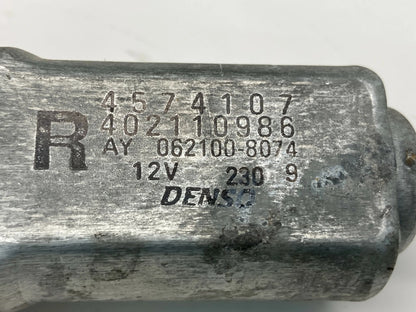 4574107
402110986
R
AY 062100-8074
12V 230 9
DENSO